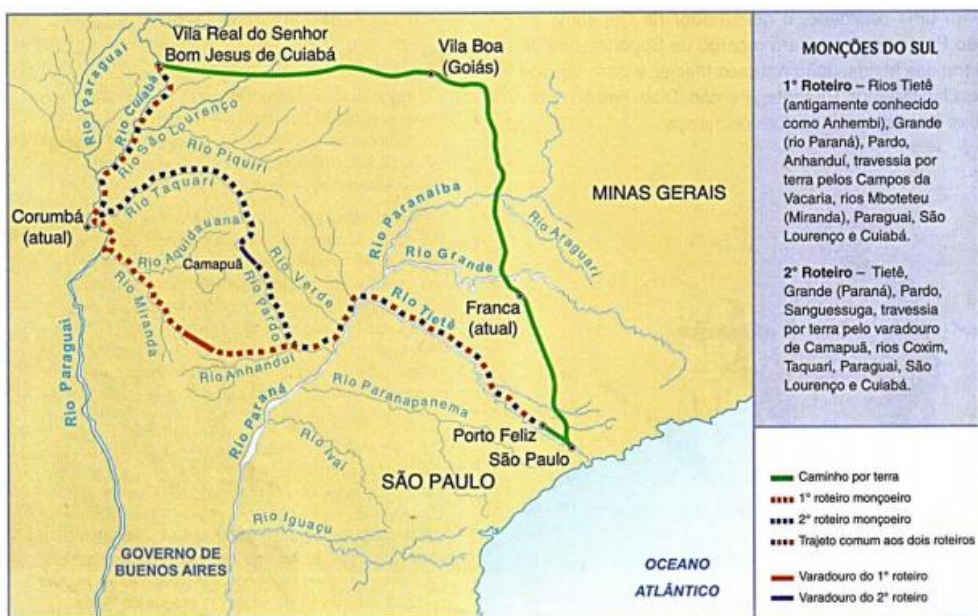 Vila Real do Senhor
Bom Jesus de Cuiabá
Vila Boa
(Goiás)
Rio Paraguai
Rio Cuiabá
Rio São Lourenço
Rio Piquiri
Rio Taquari
Corumbá
(atual)
Rio Aquidauana
Camapuã
Rio Verde
Rio Pardo
Rio Miranda
Rio Anhanduí
Rio Paraguai
Rio Paraná
Rio Paranaíba
Rio Grande
Rio Araguari
MINAS GERAIS
Rio Tietê
Franca
(atual)
Rio Paranapanema
Porto Feliz
São Paulo
Rio Ivaí
SÃO PAULO
Rio Iguaçu
GOVERNO DE
BUENOS AIRES
OCEANO
ATLÂNTICO
MONÇÕES DO SUL
1° Roteiro – Rios Tietê
(antigamente conhecido
como Anhembi), Grande
(rio Paraná), Pardo,
Anhanduí, travessia por
terra pelos Campos da
Vacaria, rios Mboteteu
(Miranda), Paraguai, São
Lourenço e Cuiabá.
2° Roteiro – Tietê,
Grande (Paraná), Pardo,
Sanguessuga, travessia
por terra pelo varadouro
de Camapuã, rios Coxim,
Taquari, Paraguai, São
Lourenço e Cuiabá.
Caminho por terra
1° roteiro monçoeiro
2° roteiro monçoeiro
Trajeto comum aos dois roteiros
Varadouro do 1° roteiro
Varadouro do 2° roteiro